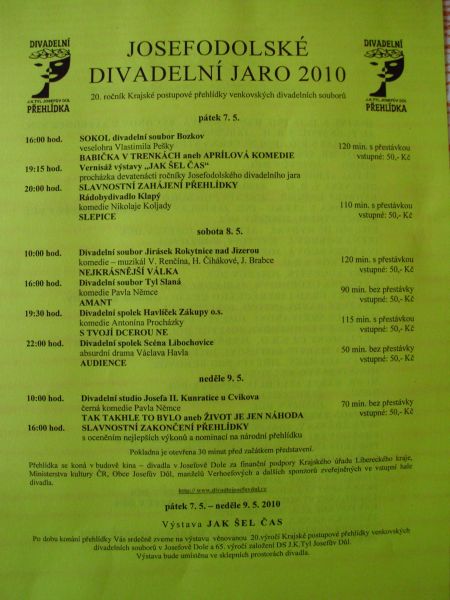 DIVADELNÍ
J.K.TYL JOSEFŮV DŮL
PŘEHLÍDKA
JOSEFODOLSKÉ
DIVADELNÍ JARO 2010
DIVADELNÍ
J.K.TYL JOSEFŮV DŮL
PŘEHLÍDKA
20. ročník Krajské postupové přehlídky venkovských divadelních souborů
pátek 7. 5.
16:00 hod. SOKOL divadelní soubor Bozkov
veselohra Vlastimila Pešky 120 min. s přestávkou
BABIČKA V TRENKÁCH aneb APRÍLOVÁ KOMEDIE vstupné: 50,- Kč
19:15 hod. Vernisáž výstavy „JAK ŠEL ČAS“
procházka devatenácti ročníky Josefodolského divadelního jara
20:00 hod. SLAVNOSTNÍ ZAHÁJENÍ PŘEHLÍDKY
Rádobydivadlo Klapý
komedie Nikolaje Koljady 110 min. s přestávkou
SLEPICE vstupné: 50,- Kč
sobota 8. 5.
10:00 hod. Divadelní soubor Jirásek Rokytnice nad Jizerou
komedie – muzikál V. Renčína, H. Čihákové, J. Brabce 120 min. s přestávkou
NEJKRÁSNĚJŠÍ VÁLKA vstupné: 50,- Kč
16:00 hod. Divadelní soubor Tyl Slaná
komedie Pavla Němce 90 min. bez přestávky
AMANT vstupné: 50,- Kč
19:30 hod. Divadelní spolek Havlíček Zákupy o.s.
komedie Antonína Procházky 115 min. s přestávkou
S TVOJÍ DCEROU NE vstupné: 50,- Kč
22:00 hod. Divadelní spolek Scéna Libochovice
absurdní drama Václava Havla 50 min. bez přestávky
AUDIENCE vstupné: 50,- Kč
neděle 9. 5.
10:00 hod. Divadelní studio Josefa II. Kunratice u Cvikova
černá komedie Pavla Němce 70 min. bez přestávky
TAK TAKHLE TO BYLO aneb ŽIVOT JE JEN NÁHODA vstupné: 50,- Kč
16:00 hod. SLAVNOSTNÍ ZAKONČENÍ PŘEHLÍDKY
s oceněním nejlepších výkonů a nominací na národní přehlídku
Pokladna je otevřena 30 minut před začátkem představení.
Přehlídka se koná v budově kina – divadla v Josefově Dole za finanční podpory Krajského úřadu Libereckého kraje,
Ministerstva kultury ČR, Obce Josefův Důl, manželů Verhoefových a dalších sponzorů zveřejněných ve vstupní hale
divadla.
http://www.divadlojosefuvdul.cz
pátek 7. 5. – neděle 9. 5. 2010
Výstava JAK ŠEL ČAS
Po dobu konání přehlídky Vás srdečně zveme na výstavu věnovanou 20.výročí Krajské postupové přehlídky venkovských
divadelních souborů v Josefově Dole a 65. výročí založení DS J.K.Tyl Josefův Důl.
Výstava bude umístěna ve sklepních prostorách divadla.